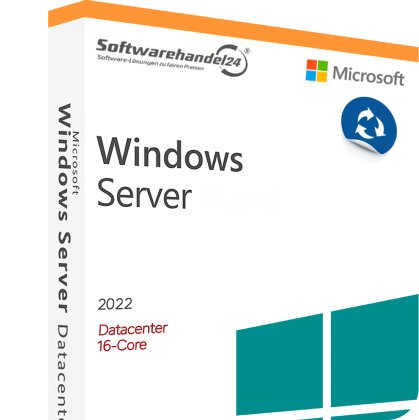 Softwarehandel24®
Software-Lösungen zu fairen Preisen
Microsoft
Windows
Server
2022
Datacenter
16-Core
Microsoft
Windows Server Datacent